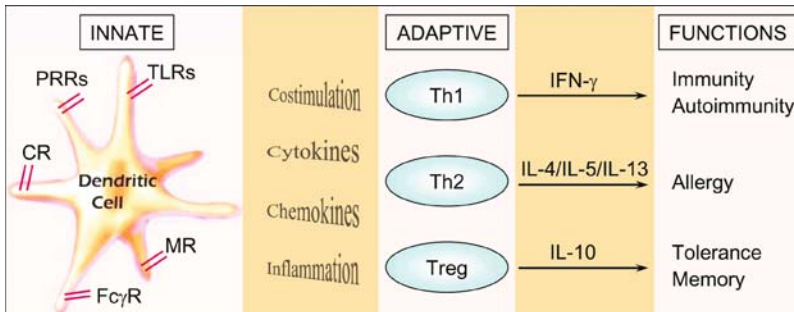 INNATE
PRRs
TLRs
CR
Dendritic
Cell
MR
FcγR
Costimulation
Cytokines
Chemokines
Inflammation
ADAPTIVE
Th1
Th2
Treg
IFN-γ
IL-4/IL-5/IL-13
IL-10
FUNCTIONS
Immunity
Autoimmunity
Allergy
Tolerance
Memory